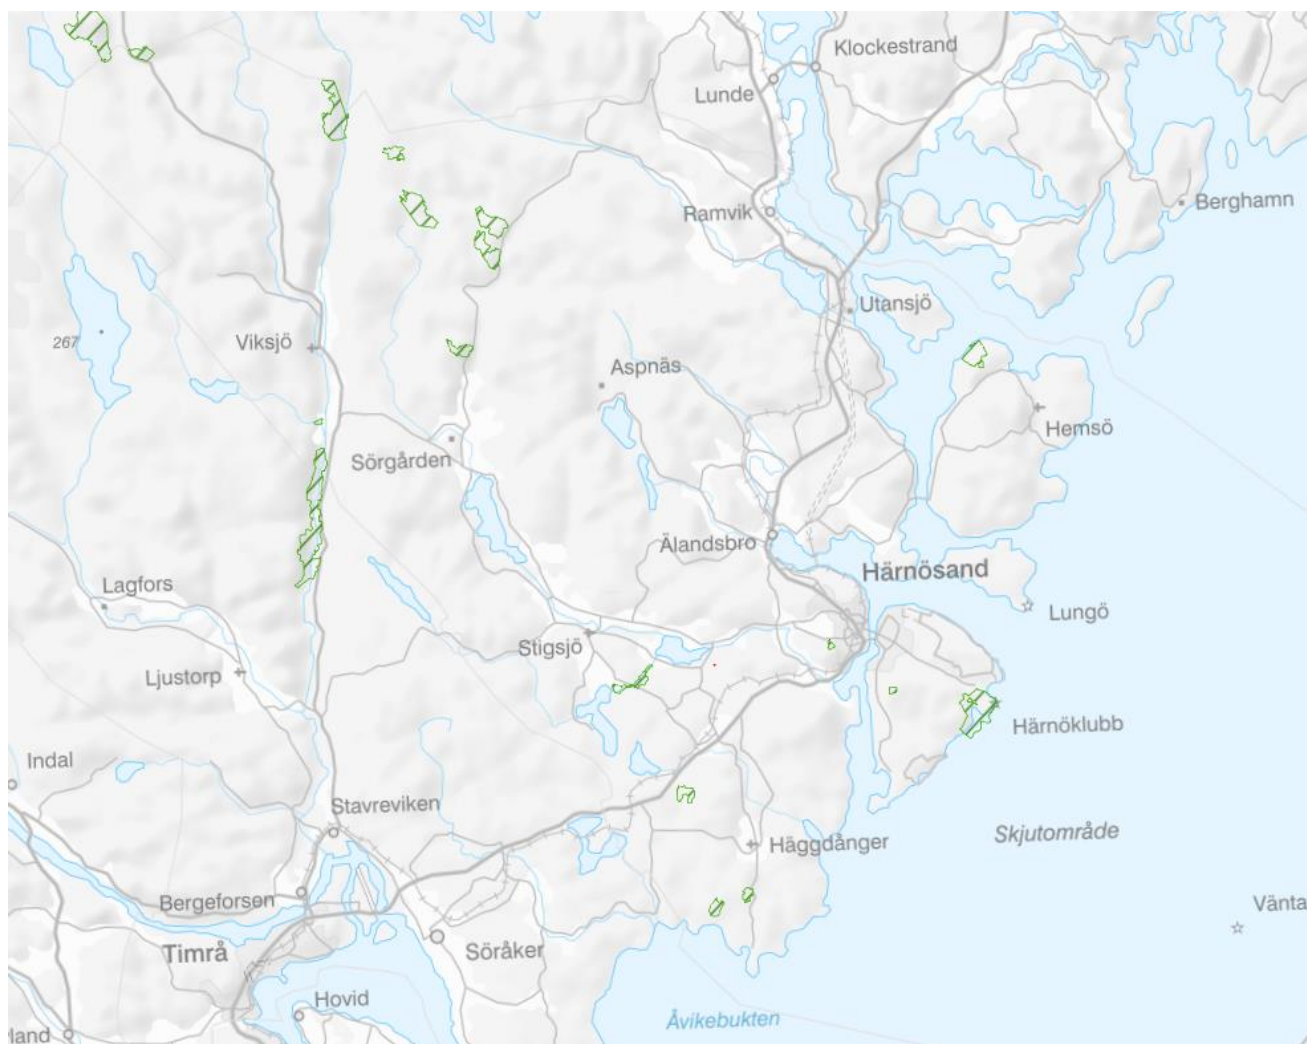 Klockestrand
Lunde
Berghamn
Ramvik
Utansjö
Viksjö
267
Aspnäs
Hemsö
Sörgården
Älandsbro
Härnösand
Lagfors
Lungö
Stigsjö
Ljustorp
Härnöklubb
Indal
Stavreviken
Skjutområde
Häggdånger
Bergeforsen
Vänta
Timrå
Söråker
Hovid
Åvikebukten
land